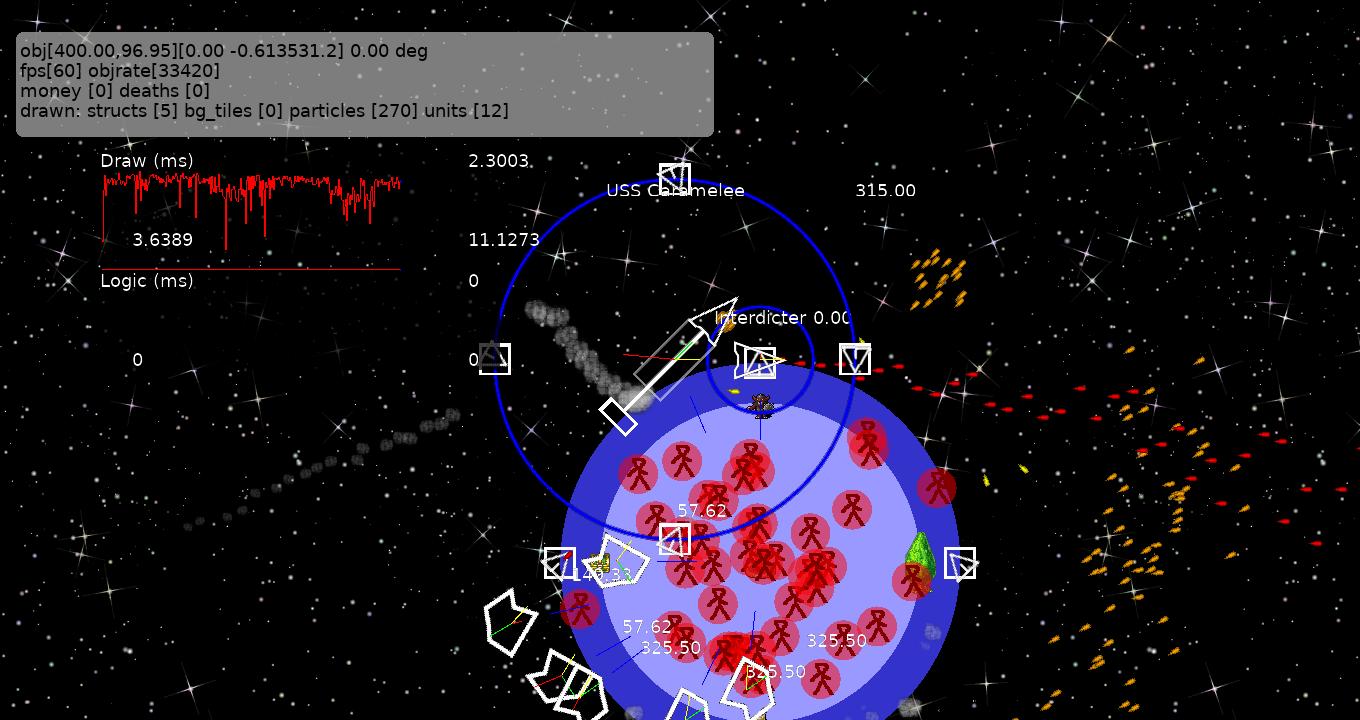 obj[400.00,96.95][0.00 -0.613531.2] 0.00 deg
fps[60] objrate[33420]
money [0] deaths [0]
drawn: structs [5] bg_tiles [0] particles [270] units [12]
Draw (ms)
2.3003
USS Caramelee
315.00
3.6389
11.1273
Logic (ms)
0
Interdicter 0.00
0
0
57.62
149.33
57.62
325.50
325.50
325.50